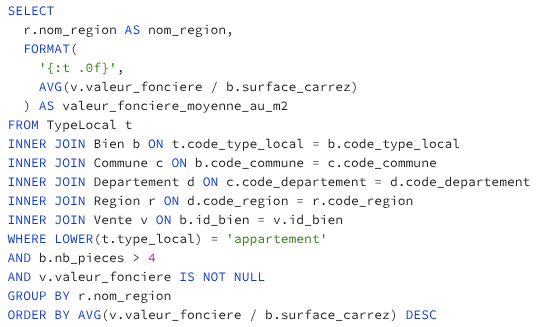 SELECT
r.nom_region AS nom_region,
FORMAT(
'{:t .0f}',
AVG(v.valeur_fonciere / b.surface_carrez)
) AS valeur_fonciere_moyenne_au_m2
FROM TypeLocal t
INNER JOIN Bien b ON t.code_type_local = b.code_type_local
INNER JOIN Commune c ON b.code_commune = c.code_commune
INNER JOIN Departement d ON c.code_departement = d.code_departement
INNER JOIN Region r ON d.code_region = r.code_region
INNER JOIN Vente v ON b.id_bien = v.id_bien
WHERE LOWER(t.type_local) = 'appartement'
AND b.nb_pieces > 4
AND v.valeur_fonciere IS NOT NULL
GROUP BY r.nom_region
ORDER BY AVG(v.valeur_fonciere / b.surface_carrez) DESC